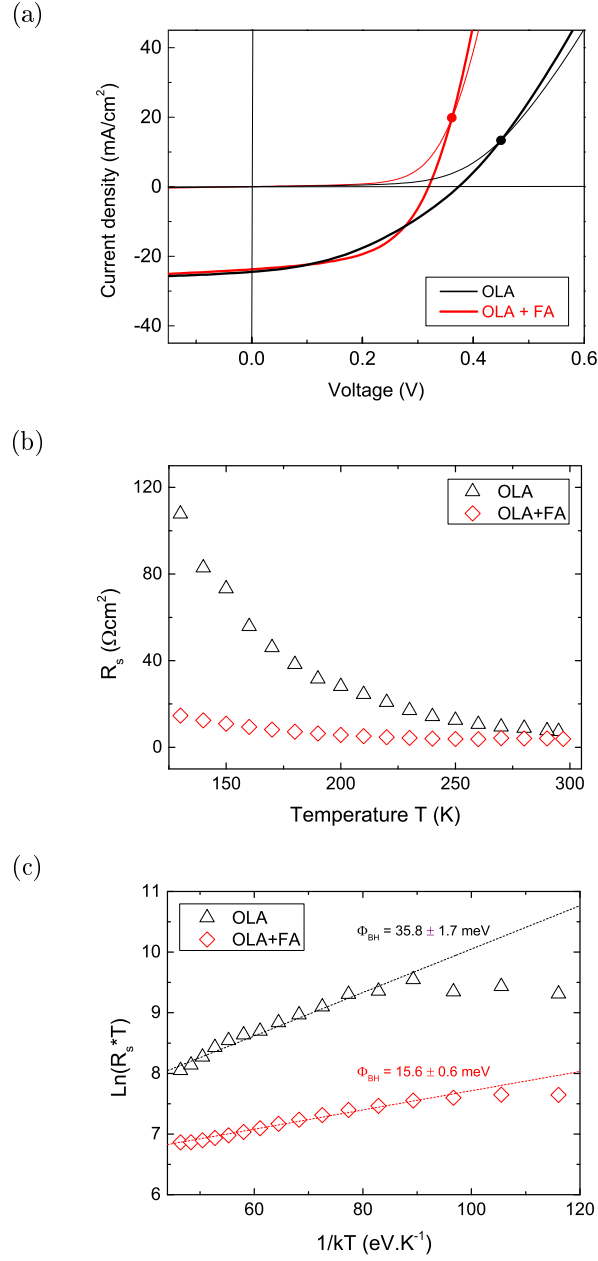 (a)
40
20
0
-20
-40
Current density (mA/cm²)
0.0 0.2 0.4 0.6
Voltage (V)
OLA
OLA + FA
(b)
120
80
40
0
Rₛ (Ωcm²)
150 200 250 300
Temperature T (K)
OLA
OLA+FA
(c)
11
10
9
8
7
6
Ln(Rₛ*T)
OLA
OLA+FA
Φ_BH = 35.8 ± 1.7 meV
Φ_BH = 15.6 ± 0.6 meV
60 80 100 120
1/kT (eV.K⁻¹)